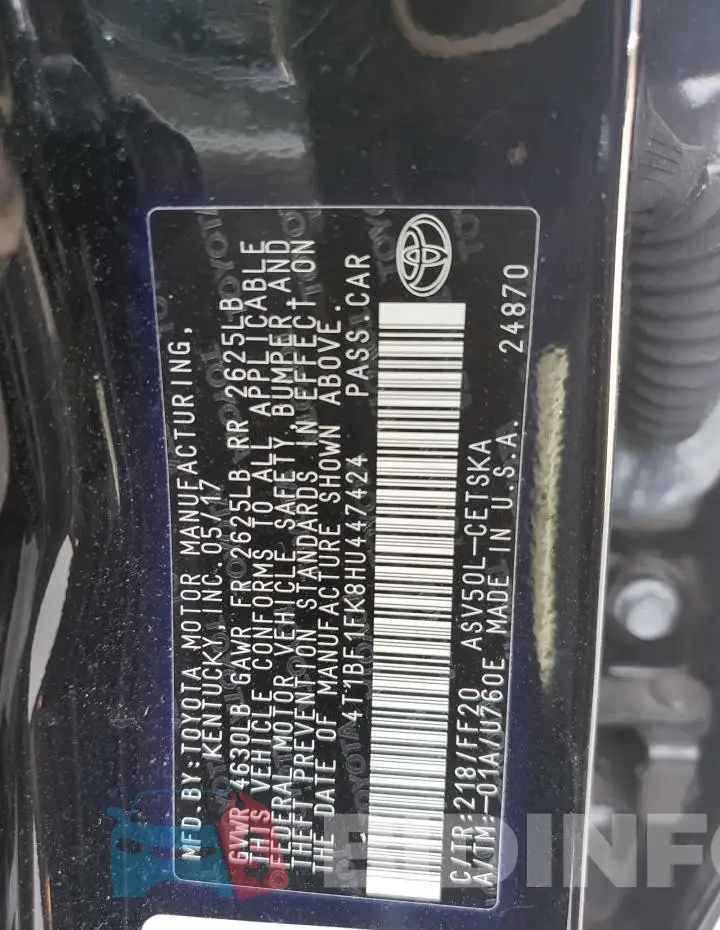 MFD.BY:TOYOTA MOTOR MANUFACTURING,
KENTUCKY, INC. 05/17
GVWR 4630LB GAWR FR 2625LB RR 2625LB
THIS VEHICLE CONFORMS TO ALL APPLICABLE
FEDERAL MOTOR VEHICLE SAFETY, BUMPER AND
THEFT PREVENTION STANDARDS IN EFFECT ON
THE DATE OF MANUFACTURE SHOWN ABOVE.
4T1BF1FK8HU447424 PASS.CAR
C/TR:218/FF20 ASV50L-CETSKA
A/TM:-01A/U760E MADE IN U.S.A. 24870
BIDINFO